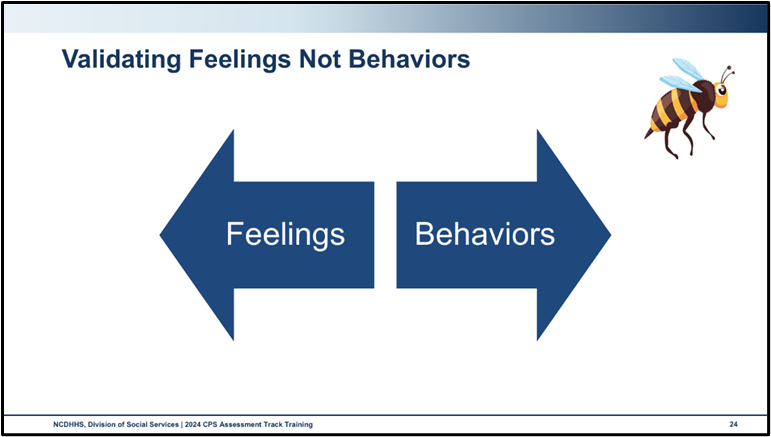 Validating Feelings Not Behaviors
Feelings
Behaviors
NCDHHS, Division of Social Services | 2024 CPS Assessment Track Training
24